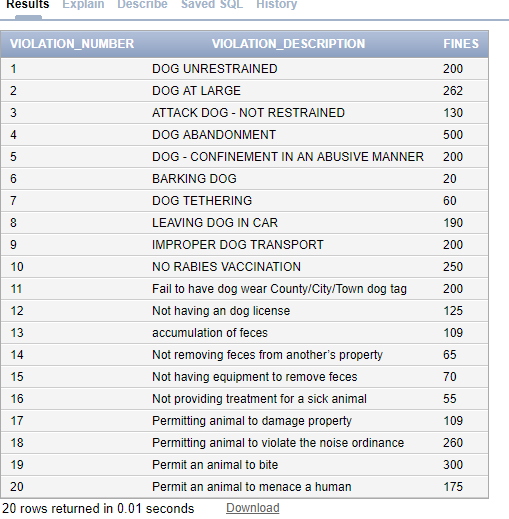 Results Explain Describe Saved SQL History
VIOLATION_NUMBER VIOLATION_DESCRIPTION FINES
1 DOG UNRESTRAINED 200
2 DOG AT LARGE 262
3 ATTACK DOG - NOT RESTRAINED 130
4 DOG ABANDONMENT 500
5 DOG - CONFINEMENT IN AN ABUSIVE MANNER 200
6 BARKING DOG 20
7 DOG TETHERING 60
8 LEAVING DOG IN CAR 190
9 IMPROPER DOG TRANSPORT 200
10 NO RABIES VACCINATION 250
11 Fail to have dog wear County/City/Town dog tag 200
12 Not having an dog license 125
13 accumulation of feces 109
14 Not removing feces from another’s property 65
15 Not having equipment to remove feces 70
16 Not providing treatment for a sick animal 55
17 Permitting animal to damage property 109
18 Permitting animal to violate the noise ordinance 260
19 Permit an animal to bite 300
20 Permit an animal to menace a human 175
20 rows returned in 0.01 seconds Download